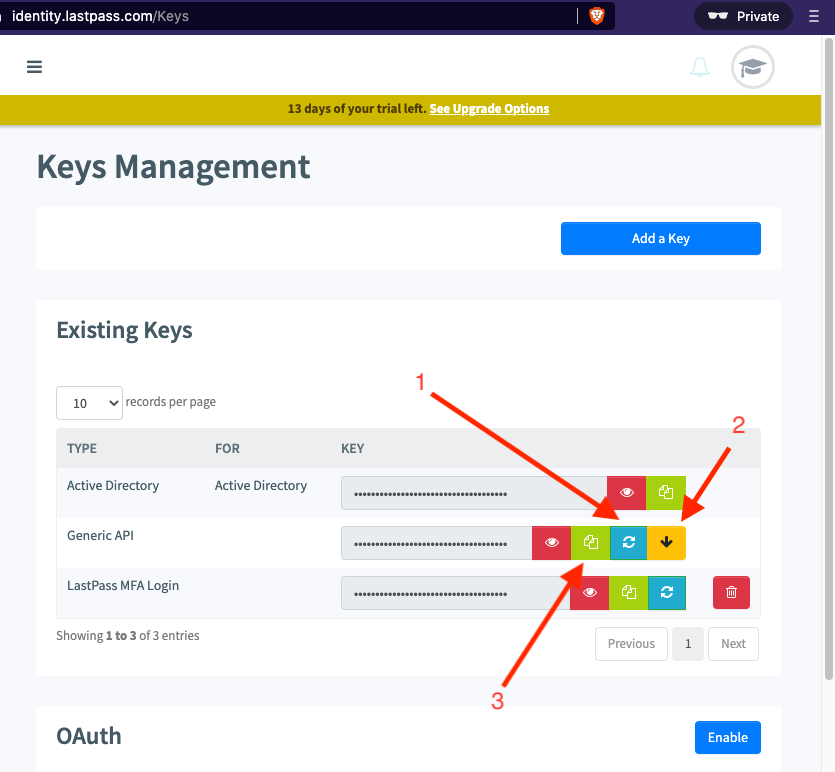 identity.lastpass.com/Keys
Private
13 days of your trial left. See Upgrade Options
Keys Management
Add a Key
Existing Keys
10 records per page
1
2
TYPE FOR KEY
Active Directory Active Directory ••••••••••••••••••••••••••••••••••••
Generic API ••••••••••••••••••••••••••••••••••••
LastPass MFA Login ••••••••••••••••••••••••••••••••••••
Showing 1 to 3 of 3 entries
Previous 1 Next
3
OAuth
Enable